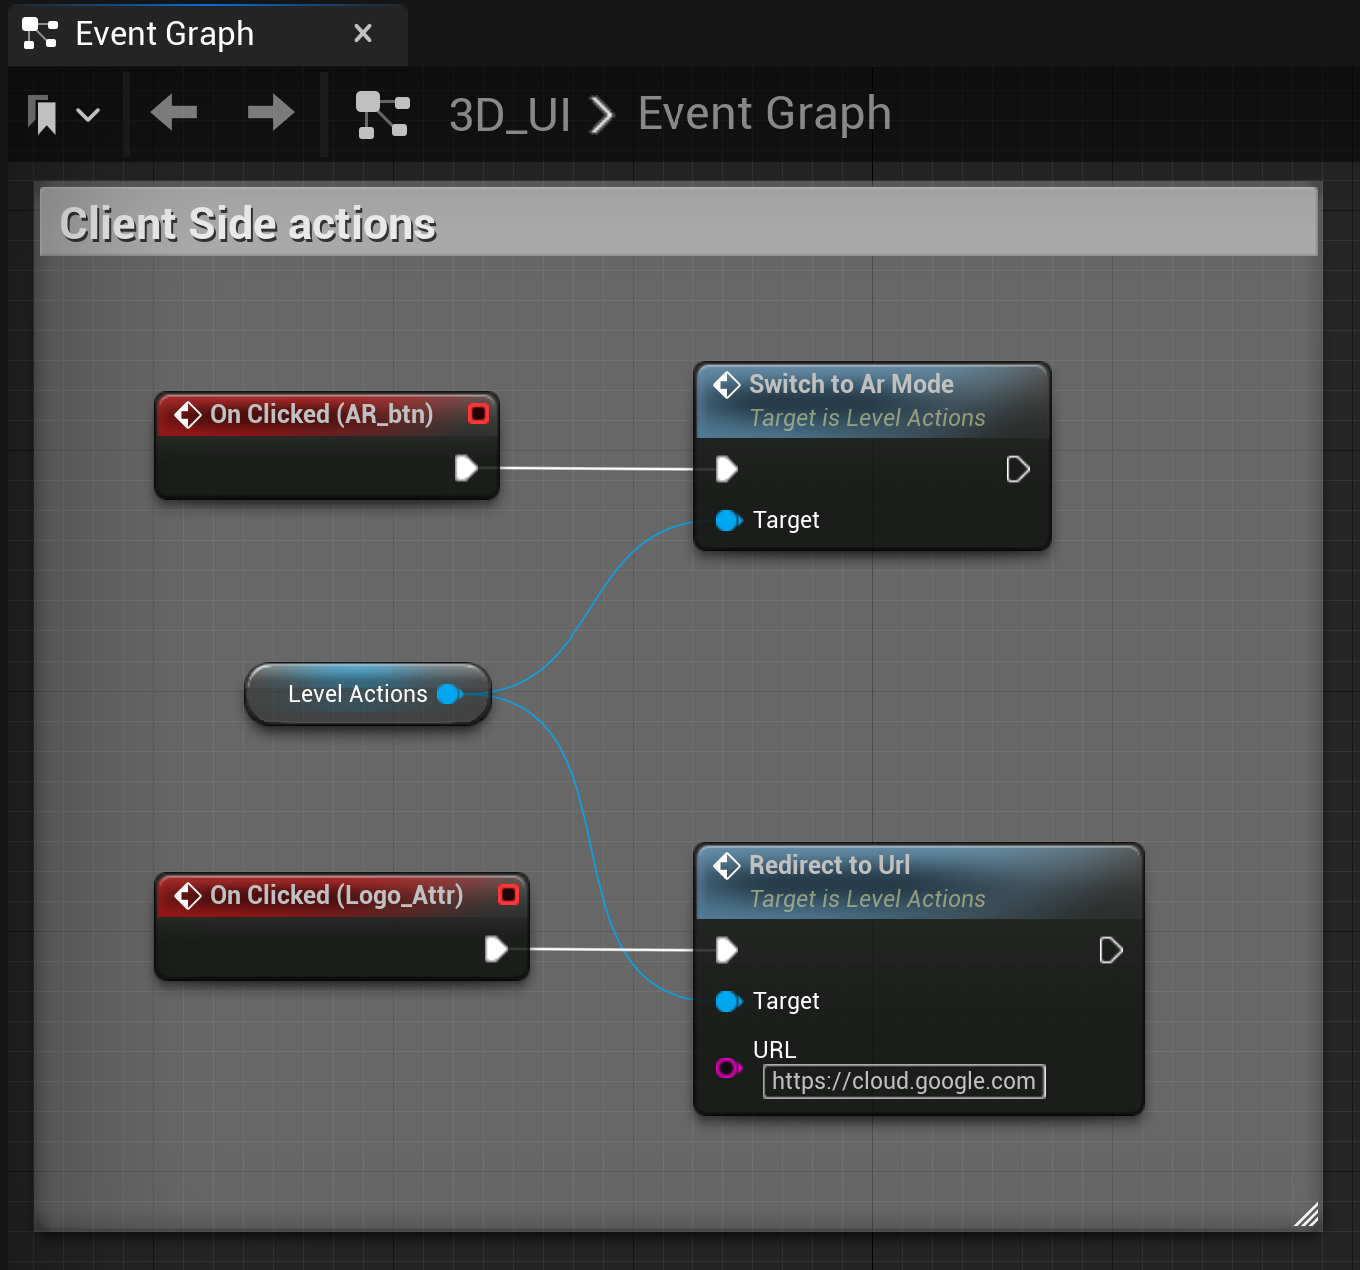 Event Graph
3D_UI Event Graph
Client Side actions
On Clicked (AR_btn)
Switch to Ar Mode
Target is Level Actions
Target
Level Actions
On Clicked (Logo_Attr)
Redirect to Url
Target is Level Actions
Target
URL
https://cloud.google.com